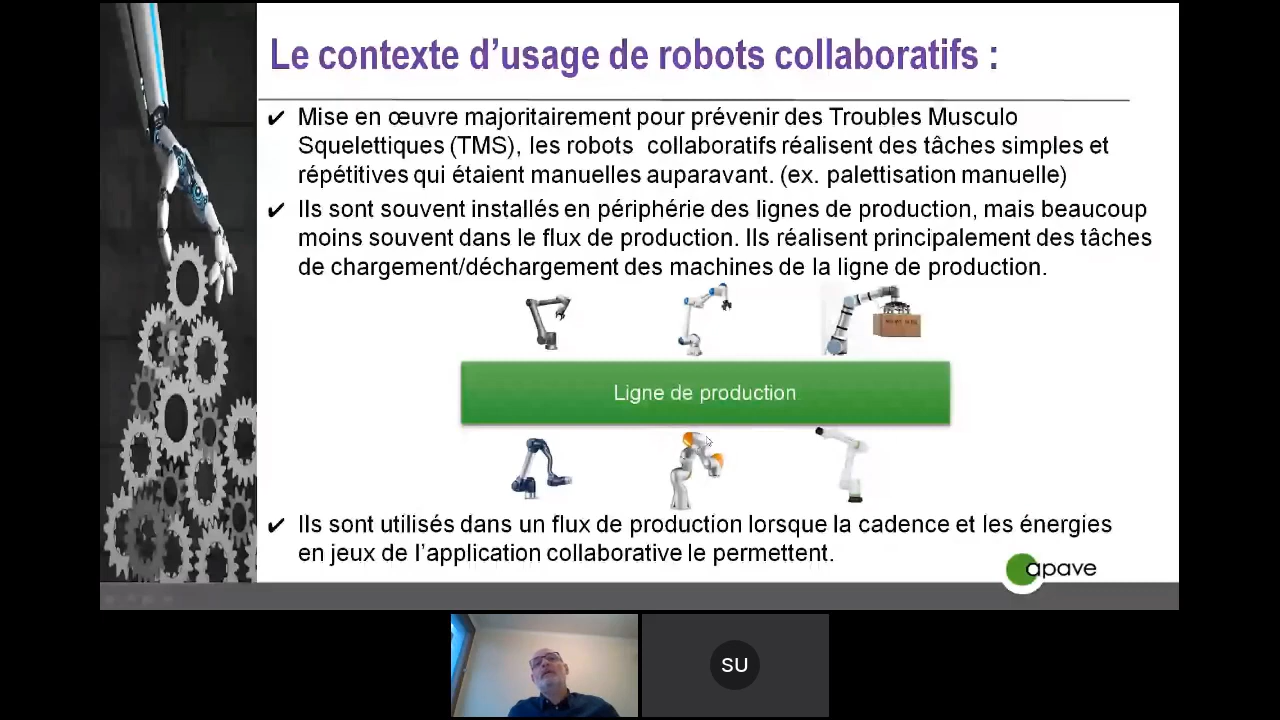 Le contexte d’usage de robots collaboratifs :
✔ Mise en œuvre majoritairement pour prévenir des Troubles Musculo
Squelettiques (TMS), les robots collaboratifs réalisent des tâches simples et
répétitives qui étaient manuelles auparavant. (ex. palettisation manuelle)
✔ Ils sont souvent installés en périphérie des lignes de production, mais beaucoup
moins souvent dans le flux de production. Ils réalisent principalement des tâches
de chargement/déchargement des machines de la ligne de production.
Ligne de production
✔ Ils sont utilisés dans un flux de production lorsque la cadence et les énergies
en jeux de l’application collaborative le permettent.
apave
SU